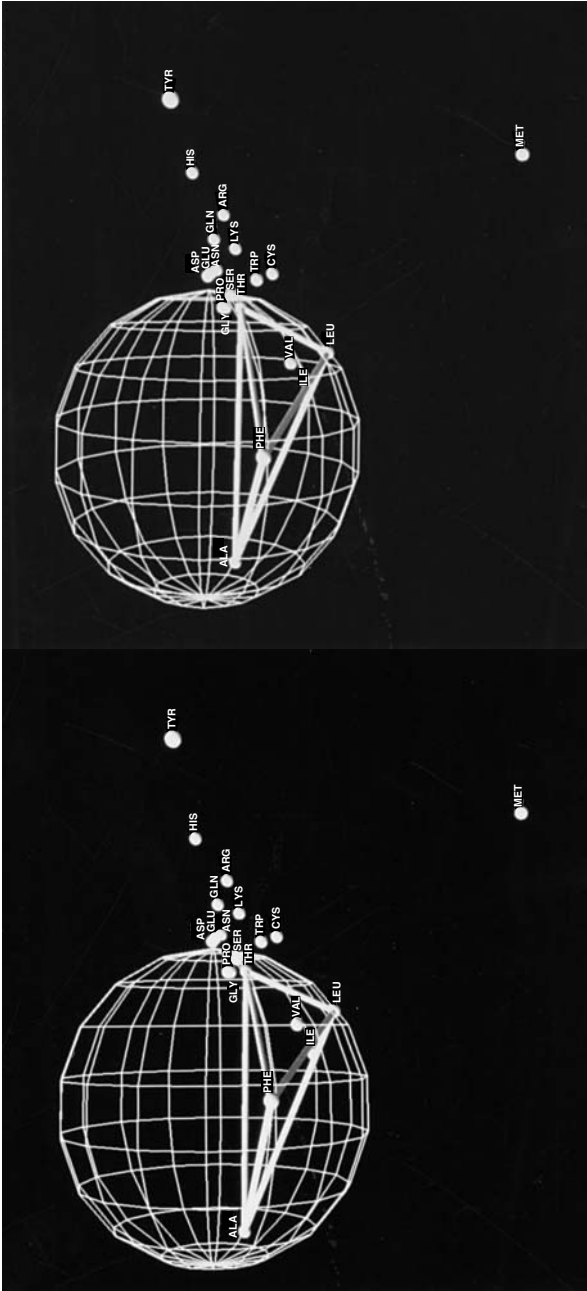 TYR
MET
HIS
ARG
GLN
LYS
ASP
GLU
ASN
TRP
CYS
PRO
SER
THR
GLY
VAL
LEU
ILE
PHE
ALA
TYR
MET
HIS
ARG
GLN
LYS
ASP
GLU
ASN
TRP
CYS
PRO
SER
THR
GLY
VAL
LEU
ILE
PHE
ALA